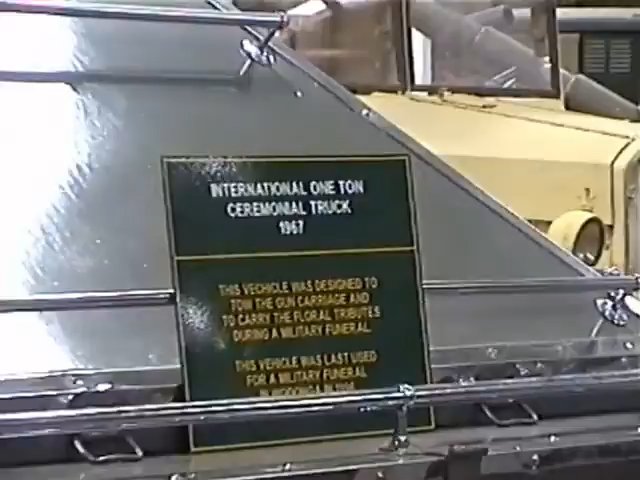 INTERNATIONAL ONE TON
CEREMONIAL TRUCK
1967
THIS VECHICLE WAS DESIGNED TO
TOW THE GUN CARRIAGE AND
TO CARRY THE FLORAL TRIBUTES
DURING A MILITARY FUNERAL
THIS VEHICLE WAS LAST USED
FOR A MILITARY FUNERAL
IN